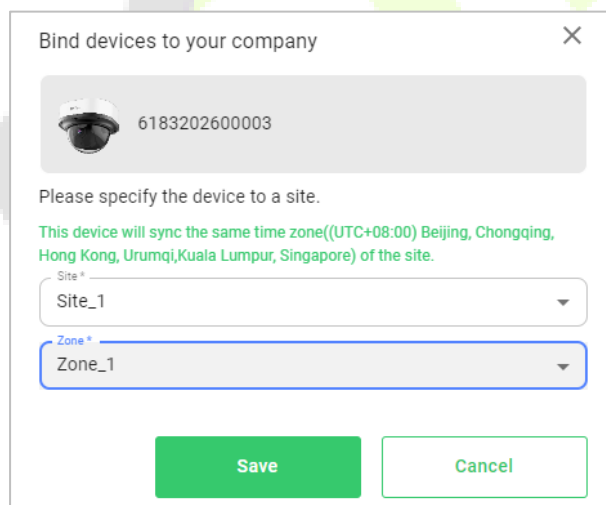 Bind devices to your company
6183202600003
Please specify the device to a site.
This device will sync the same time zone((UTC+08:00) Beijing, Chongqing,
Hong Kong, Urumqi,Kuala Lumpur, Singapore) of the site.
Site *
Site_1
Zone *
Zone_1
Save
Cancel